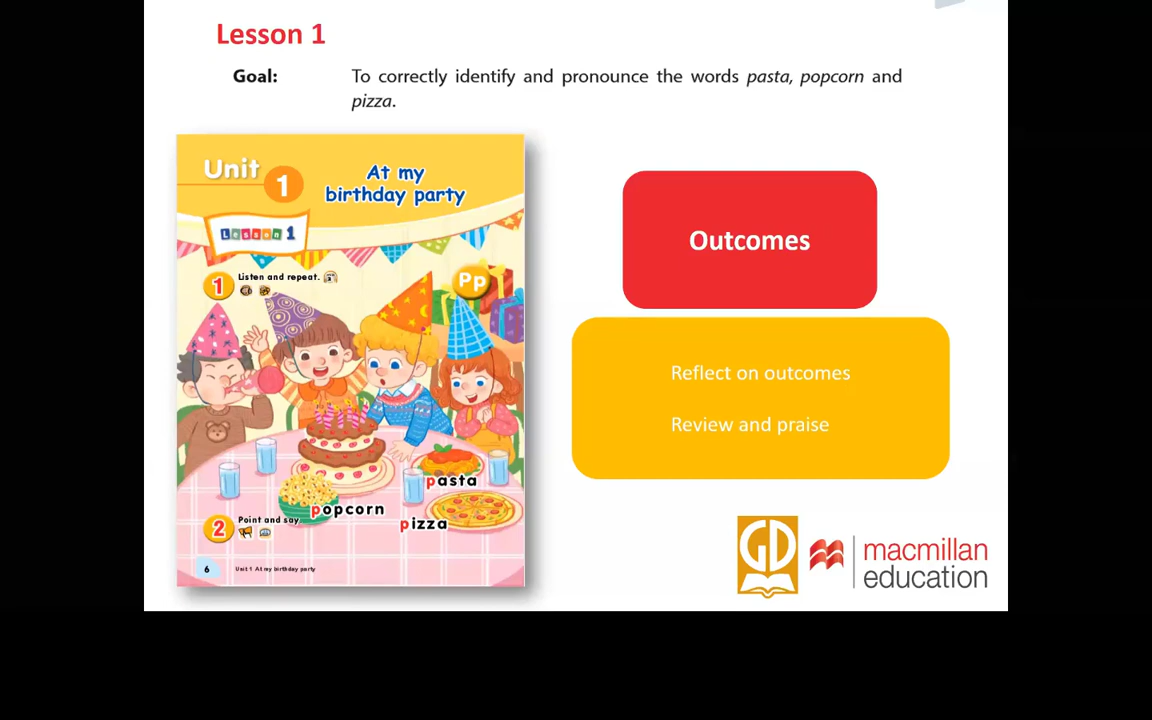 Lesson 1
Goal: To correctly identify and pronounce the words pasta, popcorn and
pizza.
Unit 1
At my
birthday party
Lesson 1
1 Listen and repeat.
Pp
pasta
popcorn
pizza
2 Point and say
6 Unit 1 At my birthday party
Outcomes
Reflect on outcomes
Review and praise
GD
macmillan
education